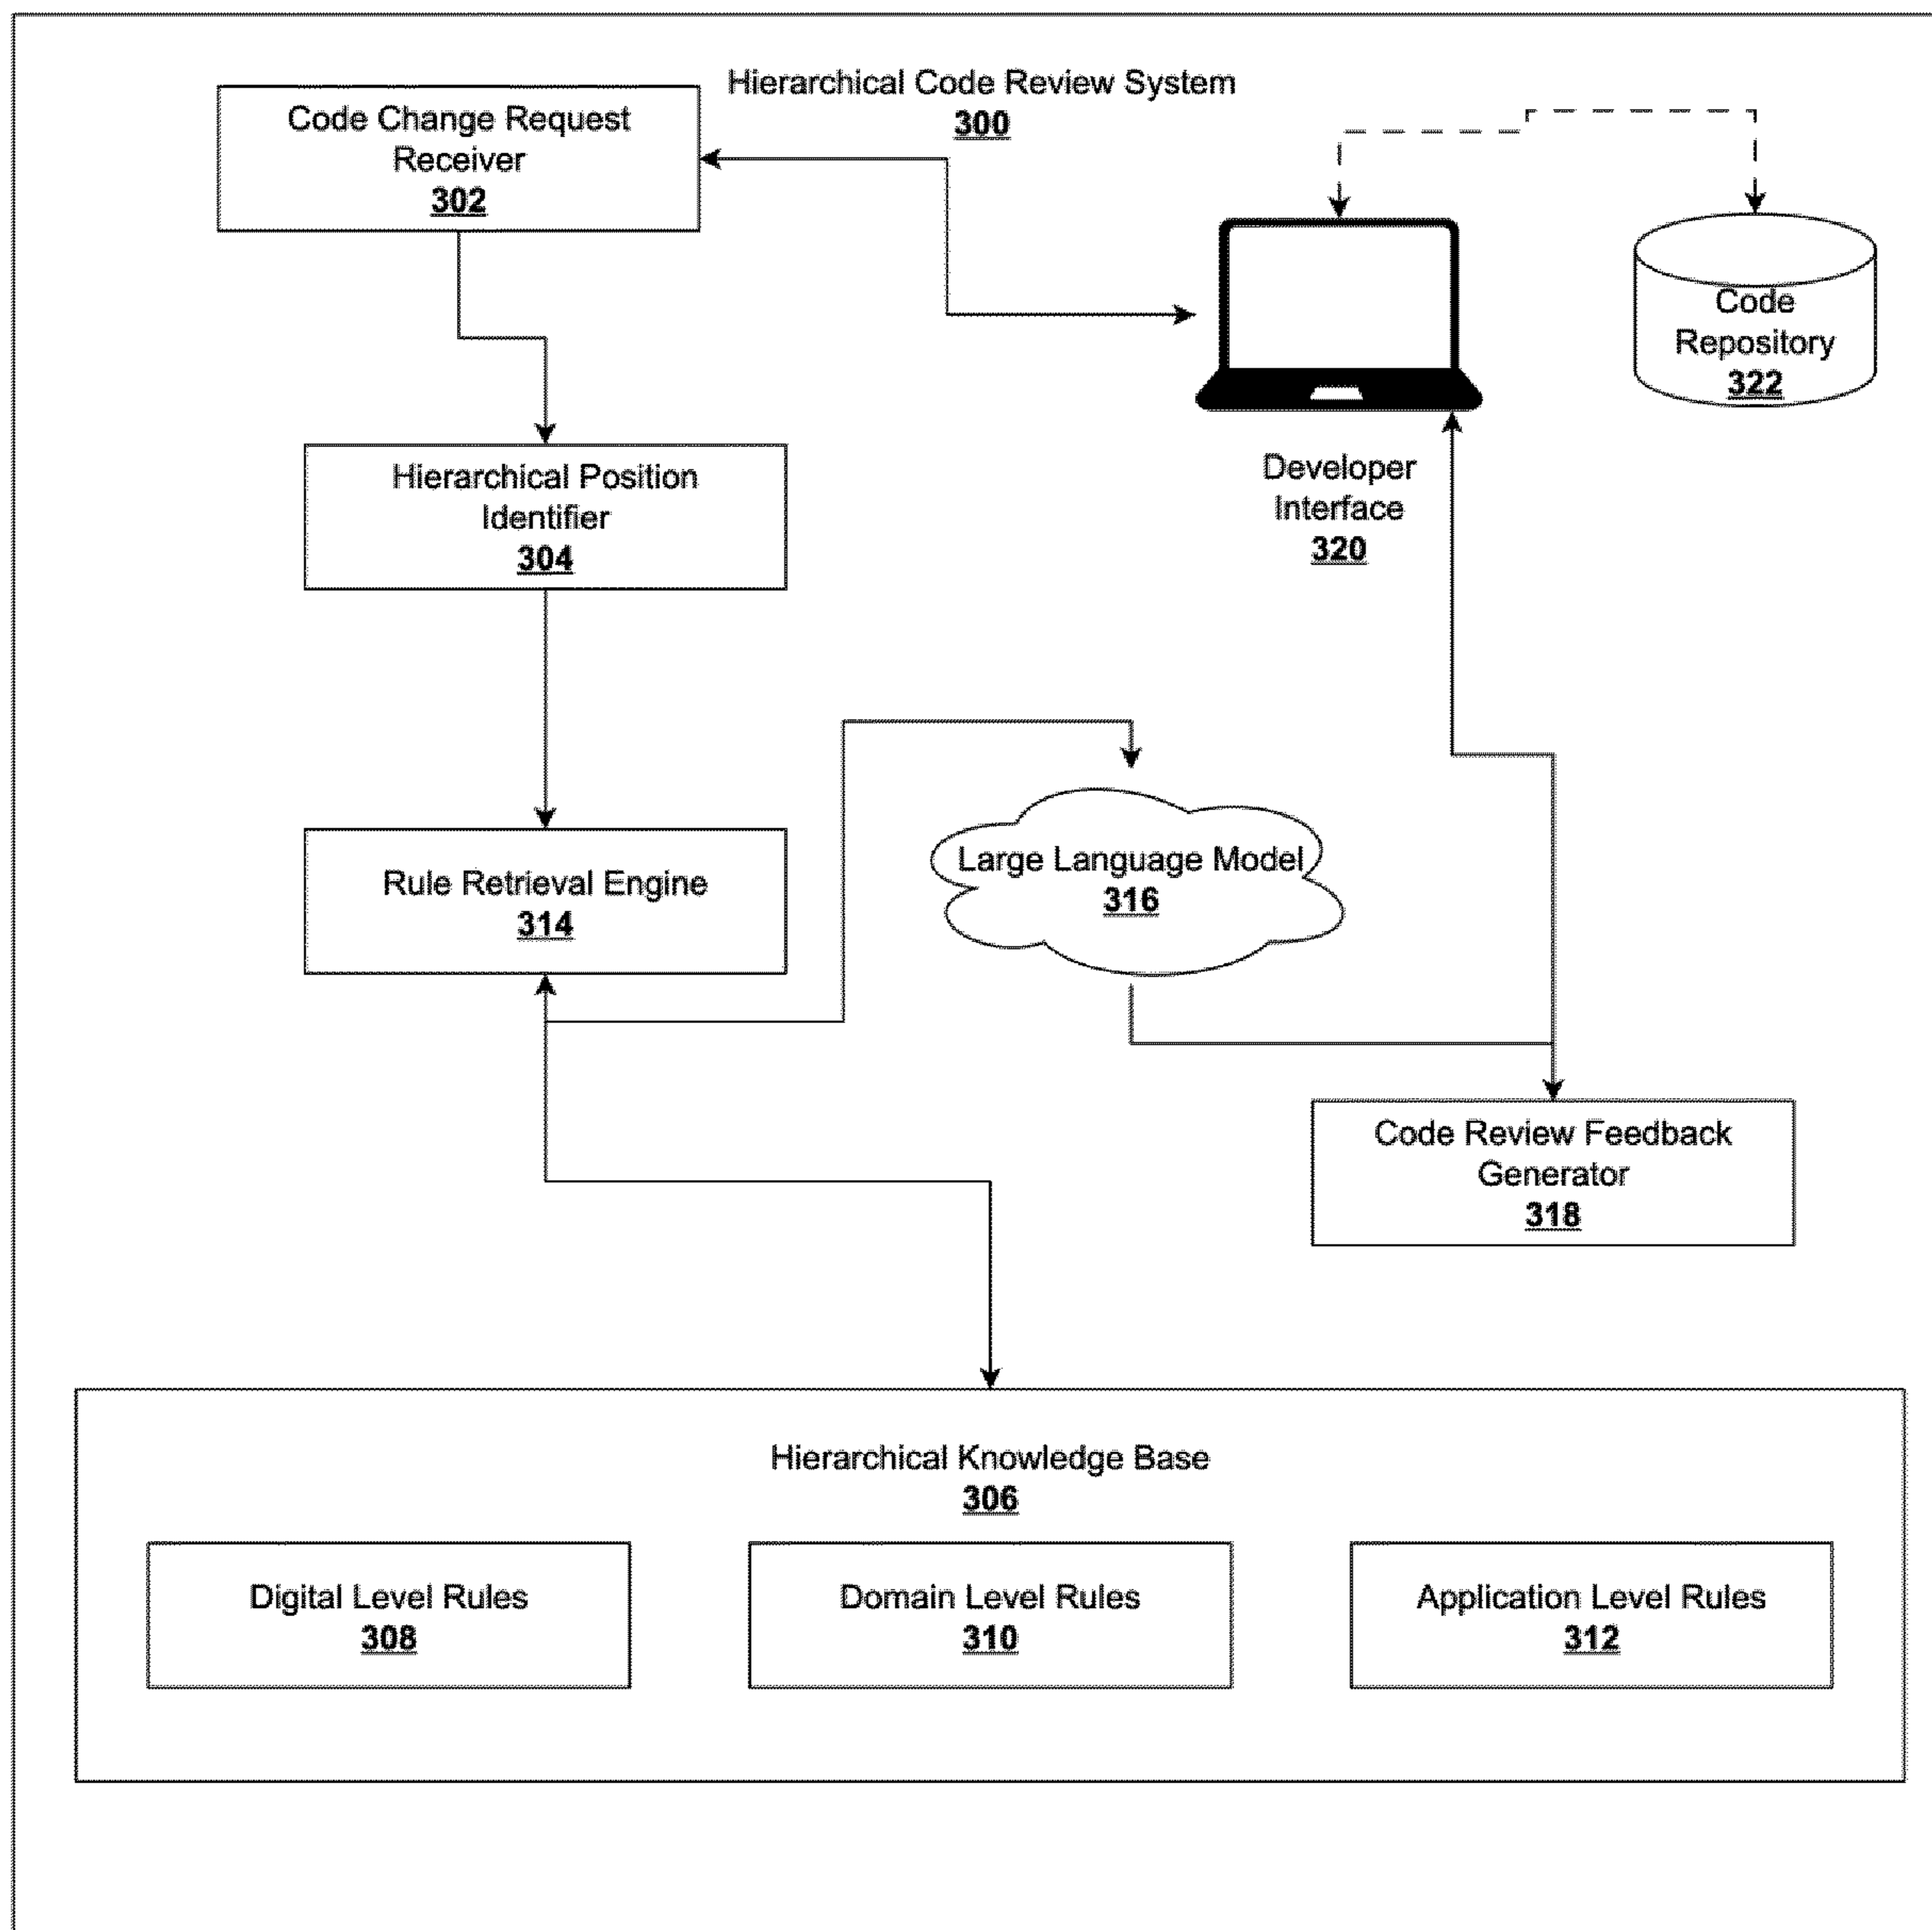 Hierarchical Code Review System
300
Code Change Request
Receiver
302
Code
Repository
322
Hierarchical Position
Identifier
304
Developer
Interface
320
Rule Retrieval Engine
314
Large Language Model
316
Code Review Feedback
Generator
318
Hierarchical Knowledge Base
306
Digital Level Rules
308
Domain Level Rules
310
Application Level Rules
312